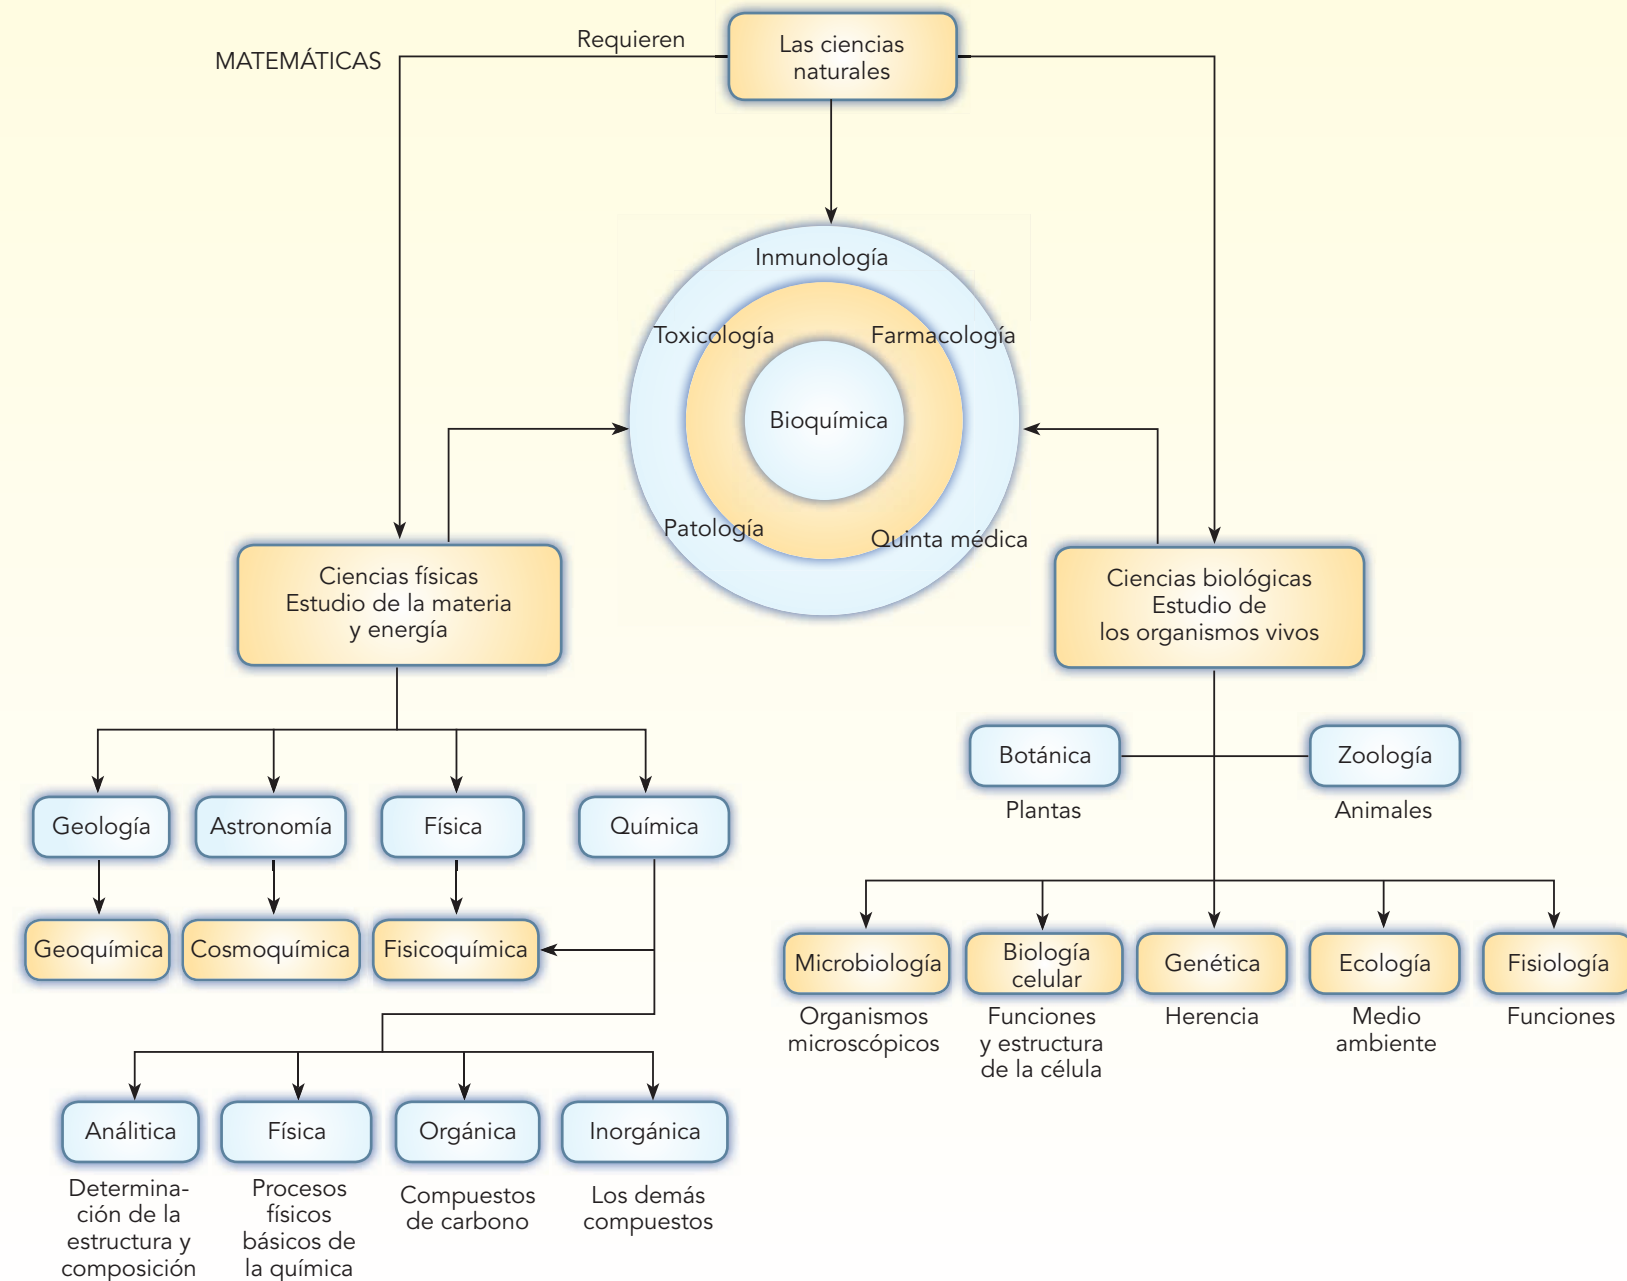 Requieren
MATEMÁTICAS
Las ciencias
naturales
Inmunología
Toxicología
Farmacología
Bioquímica
Patología
Quinta médica
Ciencias físicas
Estudio de la materia
y energía
Ciencias biológicas
Estudio de
los organismos vivos
Botánica
Plantas
Zoología
Animales
Geología
Astronomía
Física
Química
Geoquímica
Cosmoquímica
Fisicoquímica
Microbiología
Organismos
microscópicos
Biología
celular
Funciones
y estructura
de la célula
Genética
Herencia
Ecología
Medio
ambiente
Fisiología
Funciones
Análitica
Determina-
ción de la
estructura y
composición
Física
Procesos
físicos
básicos de
la química
Orgánica
Compuestos
de carbono
Inorgánica
Los demás
compuestos